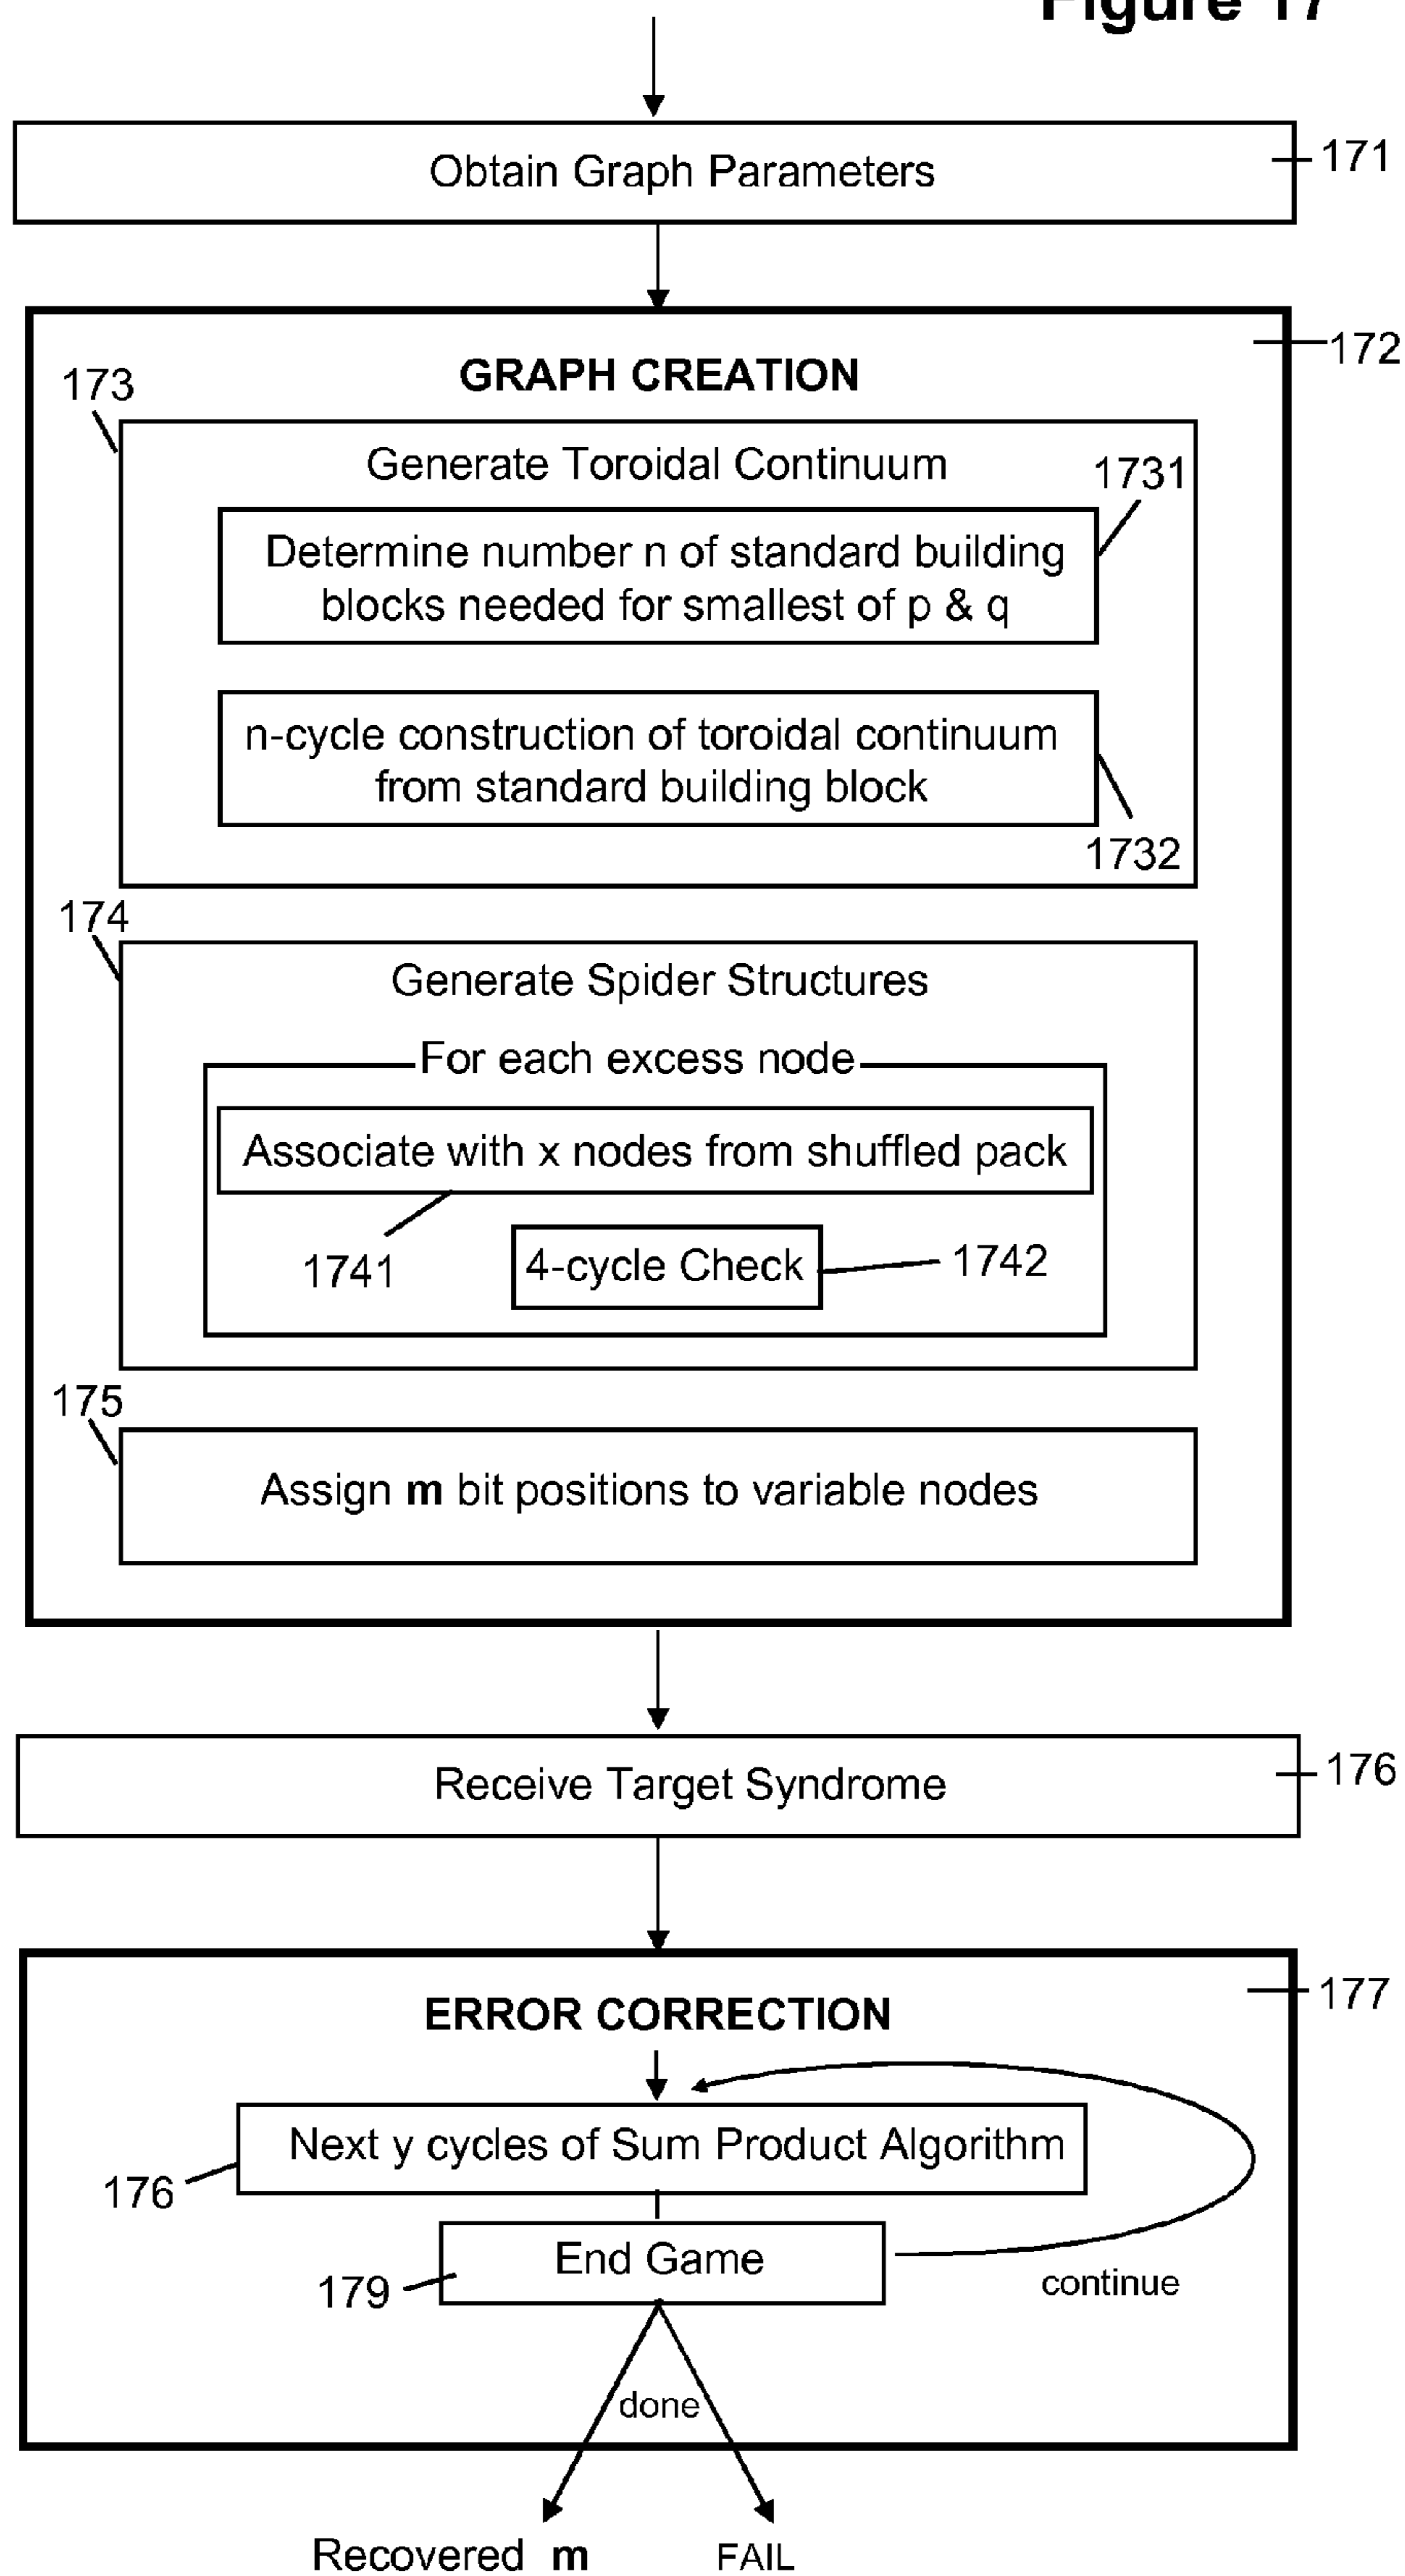 Figure 17
Obtain Graph Parameters
171
172
GRAPH CREATION
173
Generate Toroidal Continuum
1731
Determine number n of standard building
blocks needed for smallest of p & q
n-cycle construction of toroidal continuum
from standard building block
1732
174
Generate Spider Structures
For each excess node
Associate with x nodes from shuffled pack
1741
4-cycle Check
1742
175
Assign m bit positions to variable nodes
Receive Target Syndrome
176
177
ERROR CORRECTION
Next y cycles of Sum Product Algorithm
176
End Game
179
continue
done
Recovered m
FAIL